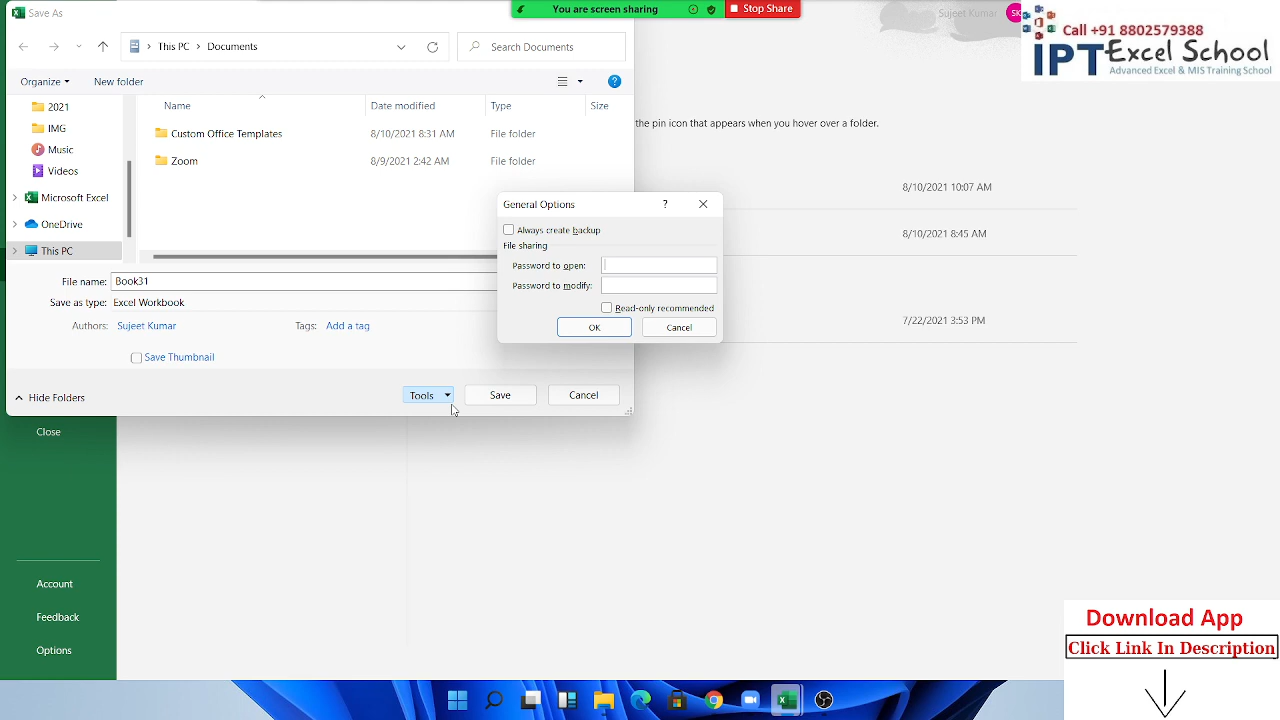 Save As
You are screen sharing
Stop Share
Sujeet Kumar
SK
Call +91 8802579388
IPT Excel School
Advanced Excel & MIS Training School
This PC
Documents
Search Documents
Organize
New folder
?
Name
Date modified
Type
Size
2021
IMG
Music
Videos
Microsoft Excel
OneDrive
This PC
Custom Office Templates
8/10/2021 8:31 AM
File folder
Zoom
8/9/2021 2:42 AM
File folder
the pin icon that appears when you hover over a folder.
8/10/2021 10:07 AM
8/10/2021 8:45 AM
7/22/2021 3:53 PM
General Options
?
Always create backup
File sharing
Password to open:
Password to modify:
Read-only recommended
OK
Cancel
File name:
Book31
Save as type:
Excel Workbook
Authors:
Sujeet Kumar
Tags:
Add a tag
Save Thumbnail
Hide Folders
Tools
Save
Cancel
Close
Account
Feedback
Options
Download App
Click Link In Description